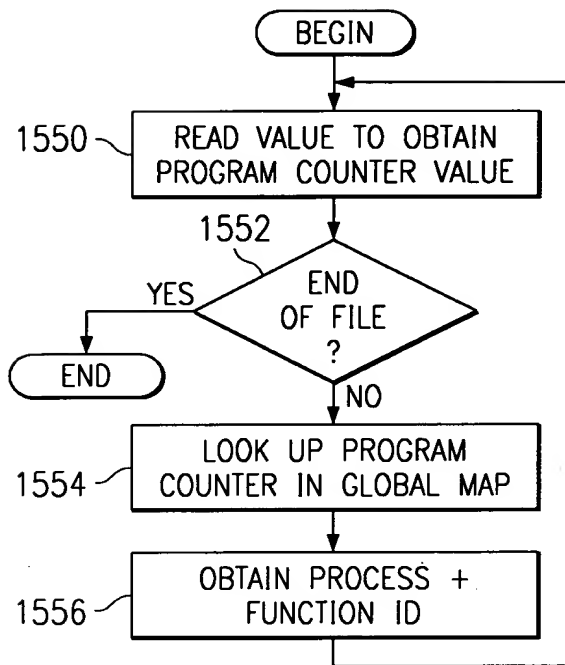 BEGIN
1550
READ VALUE TO OBTAIN
PROGRAM COUNTER VALUE
1552
YES
END
OF FILE
?
END
NO
1554
LOOK UP PROGRAM
COUNTER IN GLOBAL MAP
1556
OBTAIN PROCESS +
FUNCTION ID